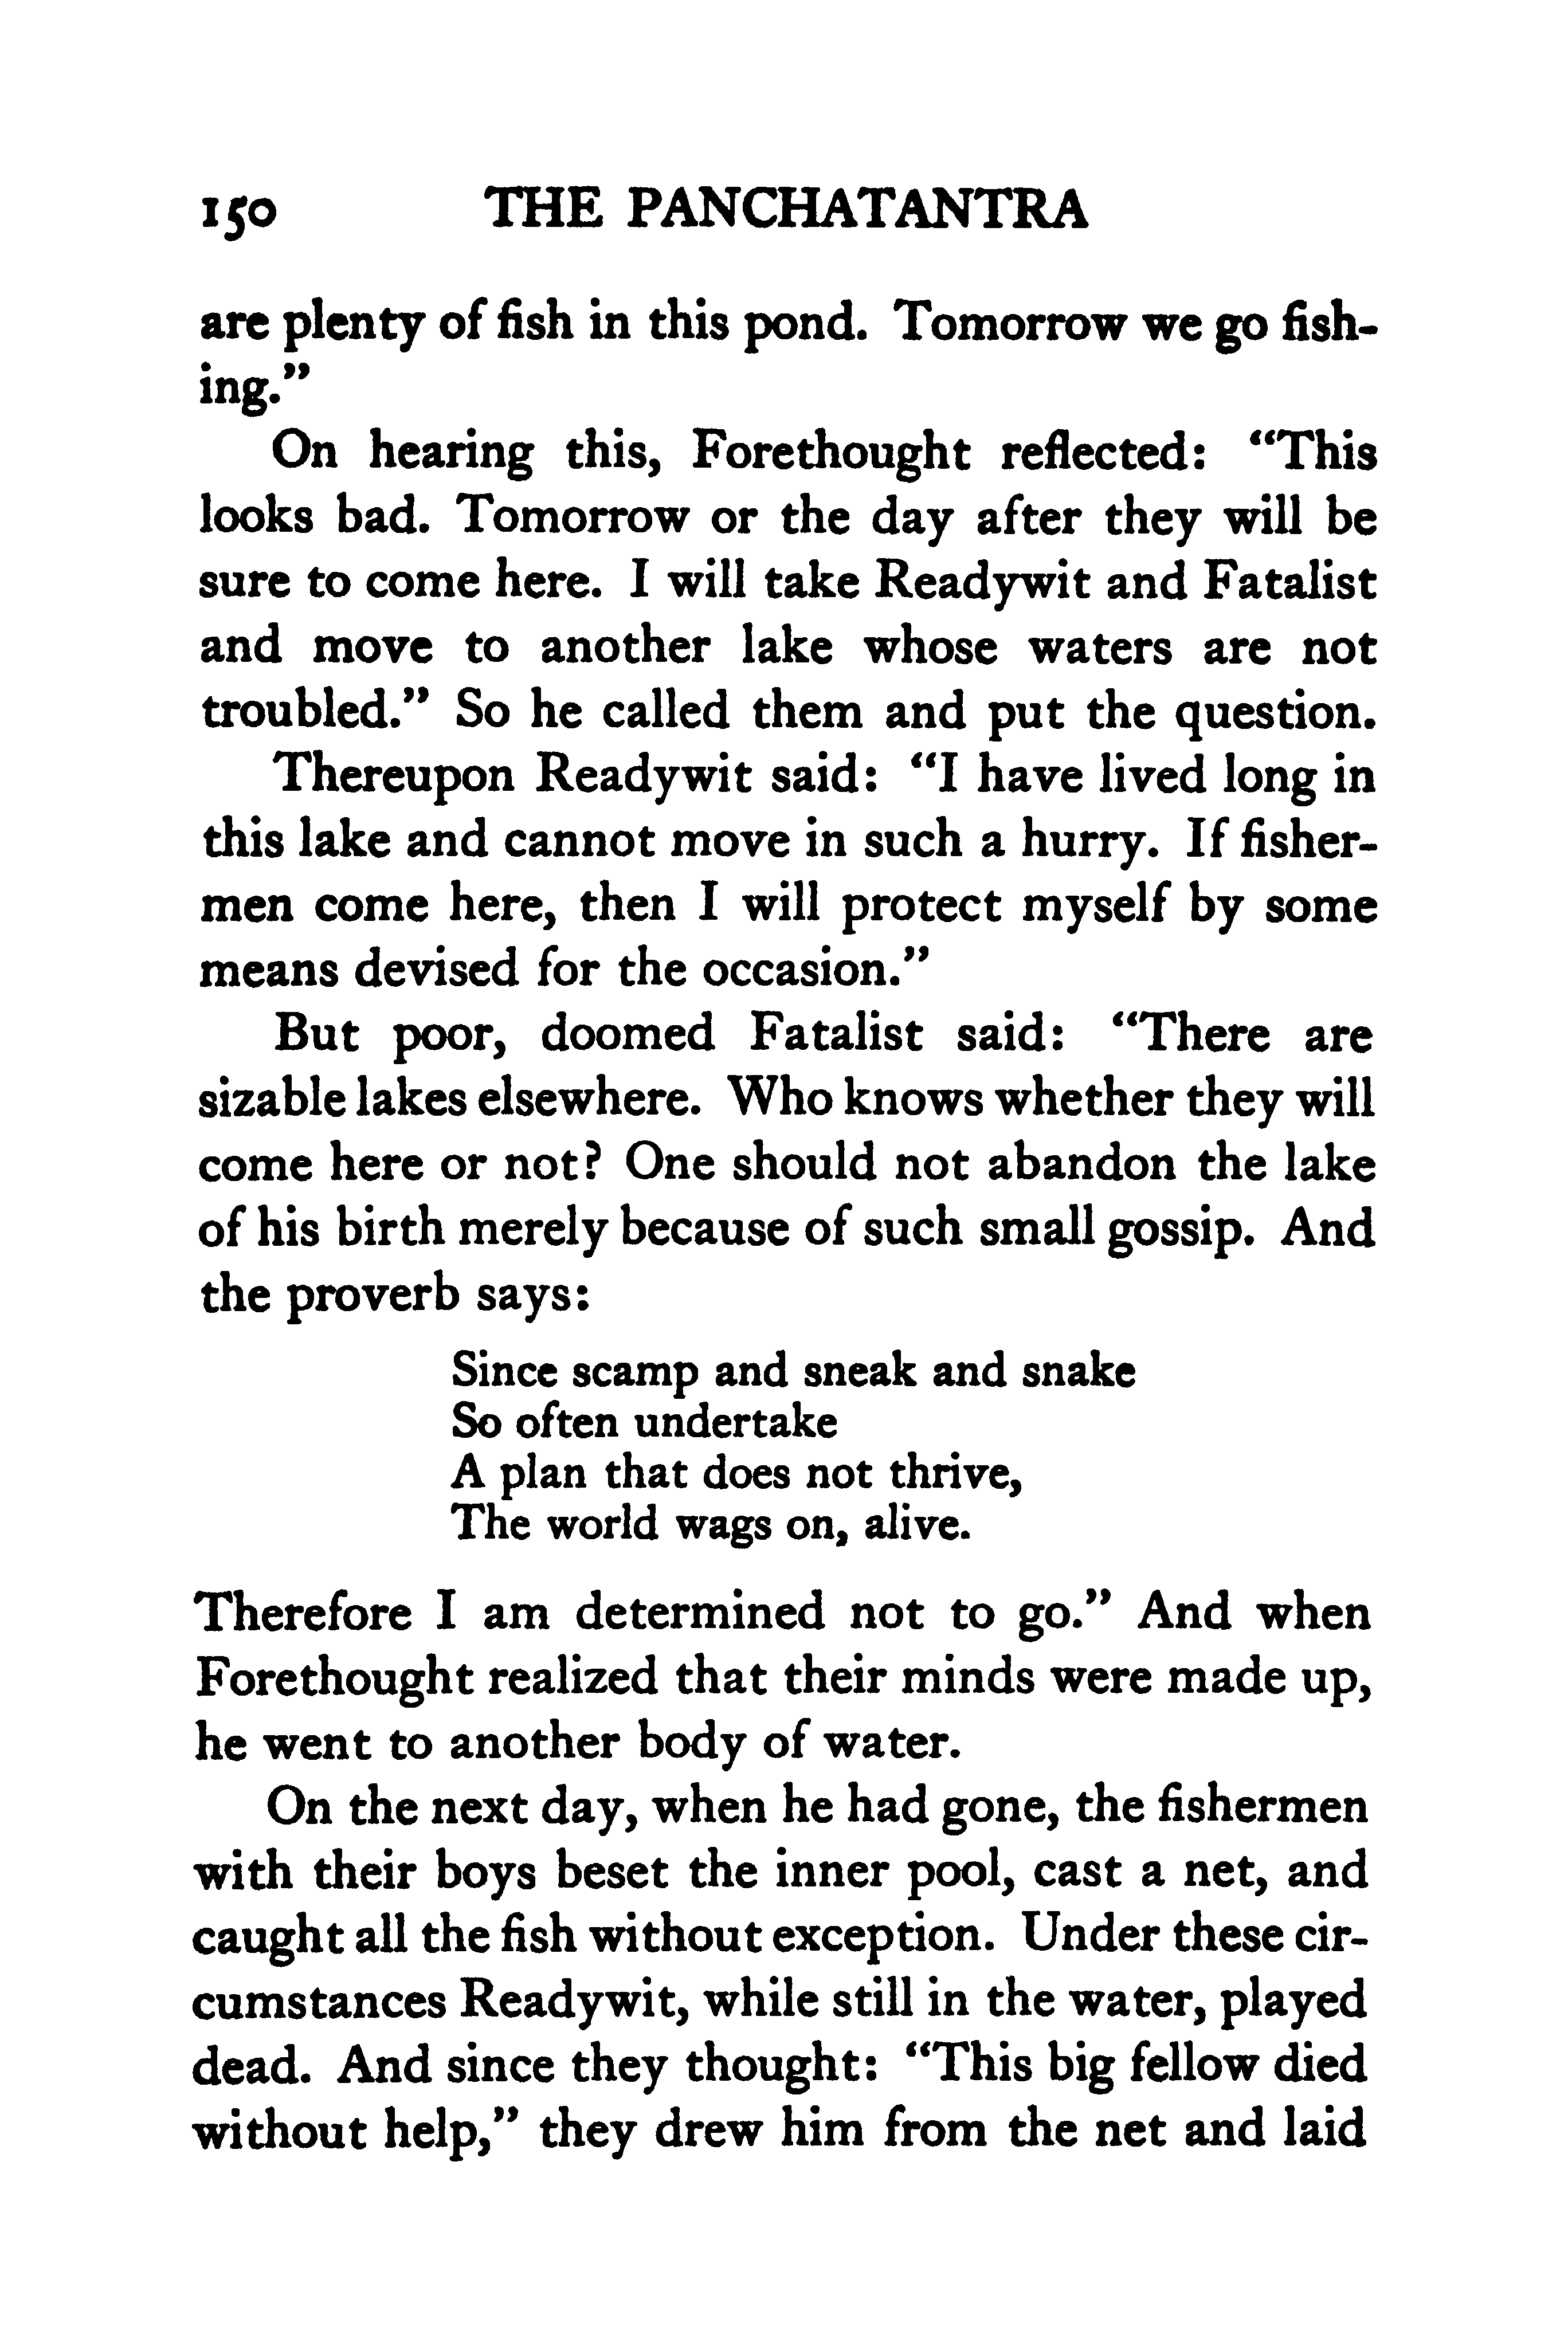 150 THE PANCHATANTRA
are plenty of fish in this pond. Tomorrow we go fish-
ing.”
On hearing this, Forethought reflected: “This
looks bad. Tomorrow or the day after they will be
sure to come here. I will take Readywit and Fatalist
and move to another lake whose waters are not
troubled.” So he called them and put the question.
Thereupon Readywit said: “I have lived long in
this lake and cannot move in such a hurry. If fisher-
men come here, then I will protect myself by some
means devised for the occasion.”
But poor, doomed Fatalist said: “There are
sizable lakes elsewhere. Who knows whether they will
come here or not? One should not abandon the lake
of his birth merely because of such small gossip. And
the proverb says:
Since scamp and sneak and snake
So often undertake
A plan that does not thrive,
The world wags on, alive.
Therefore I am determined not to go.” And when
Forethought realized that their minds were made up,
he went to another body of water.
On the next day, when he had gone, the fishermen
with their boys beset the inner pool, cast a net, and
caught all the fish without exception. Under these cir-
cumstances Readywit, while still in the water, played
dead. And since they thought: “This big fellow died
without help,” they drew him from the net and laid